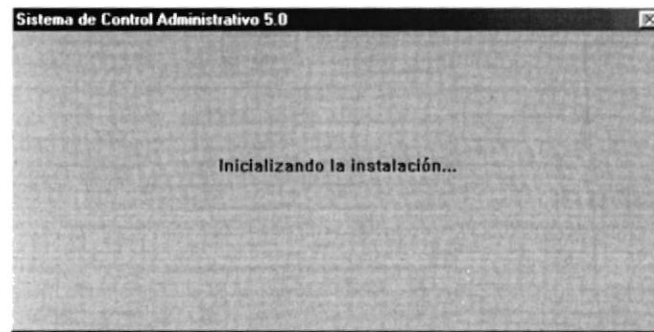 Sistema de Control Administrativo 5.0
Inicializando la instalación...